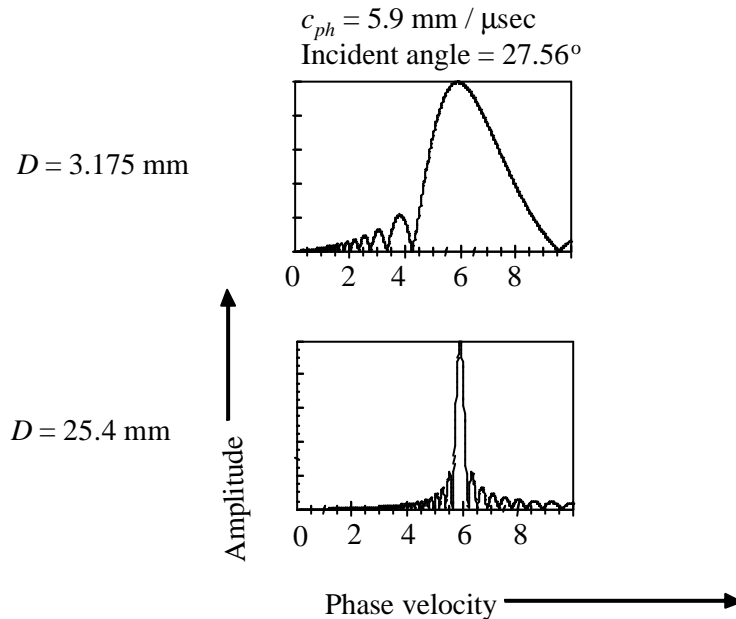 c_ph = 5.9 mm / μsec
Incident angle = 27.56°
D = 3.175 mm
0 2 4 6 8
D = 25.4 mm
Amplitude
0 2 4 6 8
Phase velocity